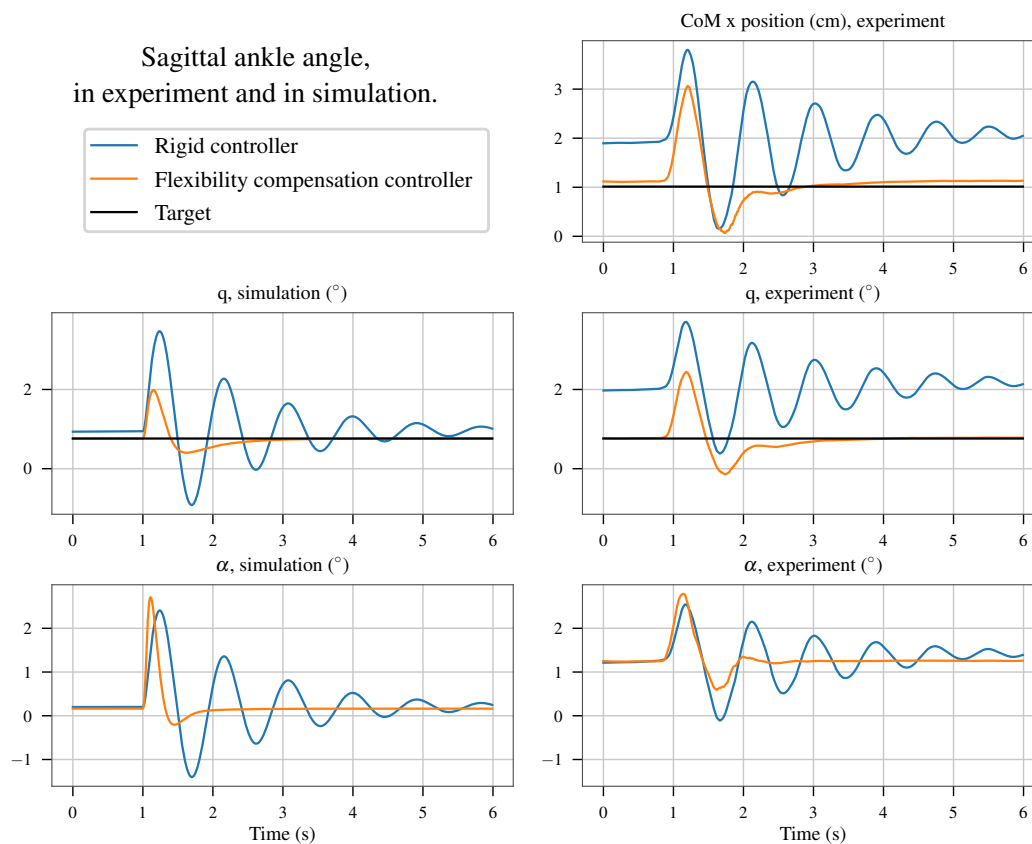 Sagittal ankle angle,
in experiment and in simulation.
Rigid controller
Flexibility compensation controller
Target
CoM x position (cm), experiment
3
2
1
0
0 1 2 3 4 5 6
q, simulation (°)
2
0
0 1 2 3 4 5 6
q, experiment (°)
2
0
0 1 2 3 4 5 6
α, simulation (°)
2
1
0
−1
0 1 2 3 4 5 6
Time (s)
α, experiment (°)
2
1
0
−1
0 1 2 3 4 5 6
Time (s)